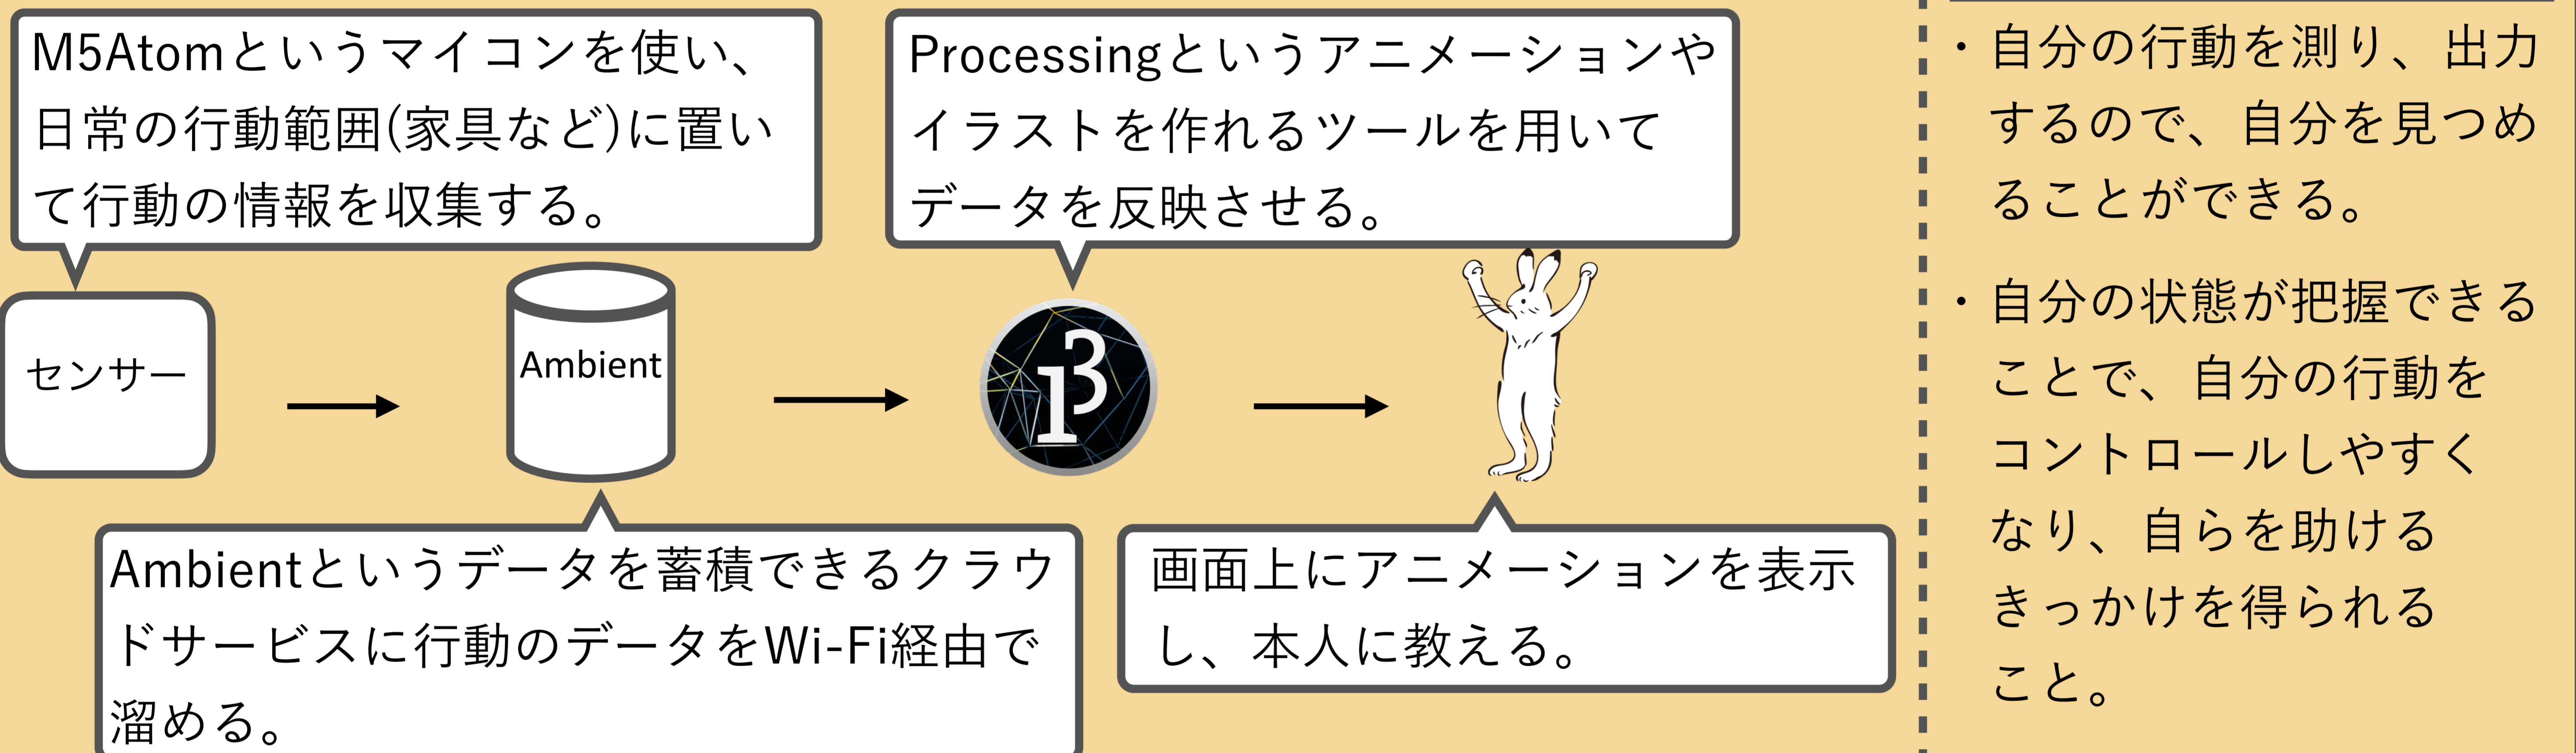 M5Atomというマイコンを使い、
日常の行動範囲(家具など)に置い
て行動の情報を収集する。
Processingというアニメーションや
イラストを作れるツールを用いて
データを反映させる。
センサー
Ambient
Ambientというデータを蓄積できるクラウ
ドサービスに行動のデータをWi-Fi経由で
溜める。
画面上にアニメーションを表示
し、本人に教える。
・自分の行動を測り、出力
するので、自分を見つめ
ることができる。
・自分の状態が把握できる
ことで、自分の行動を
コントロールしやすく
なり、自らを助ける
きっかけを得られる
こと。